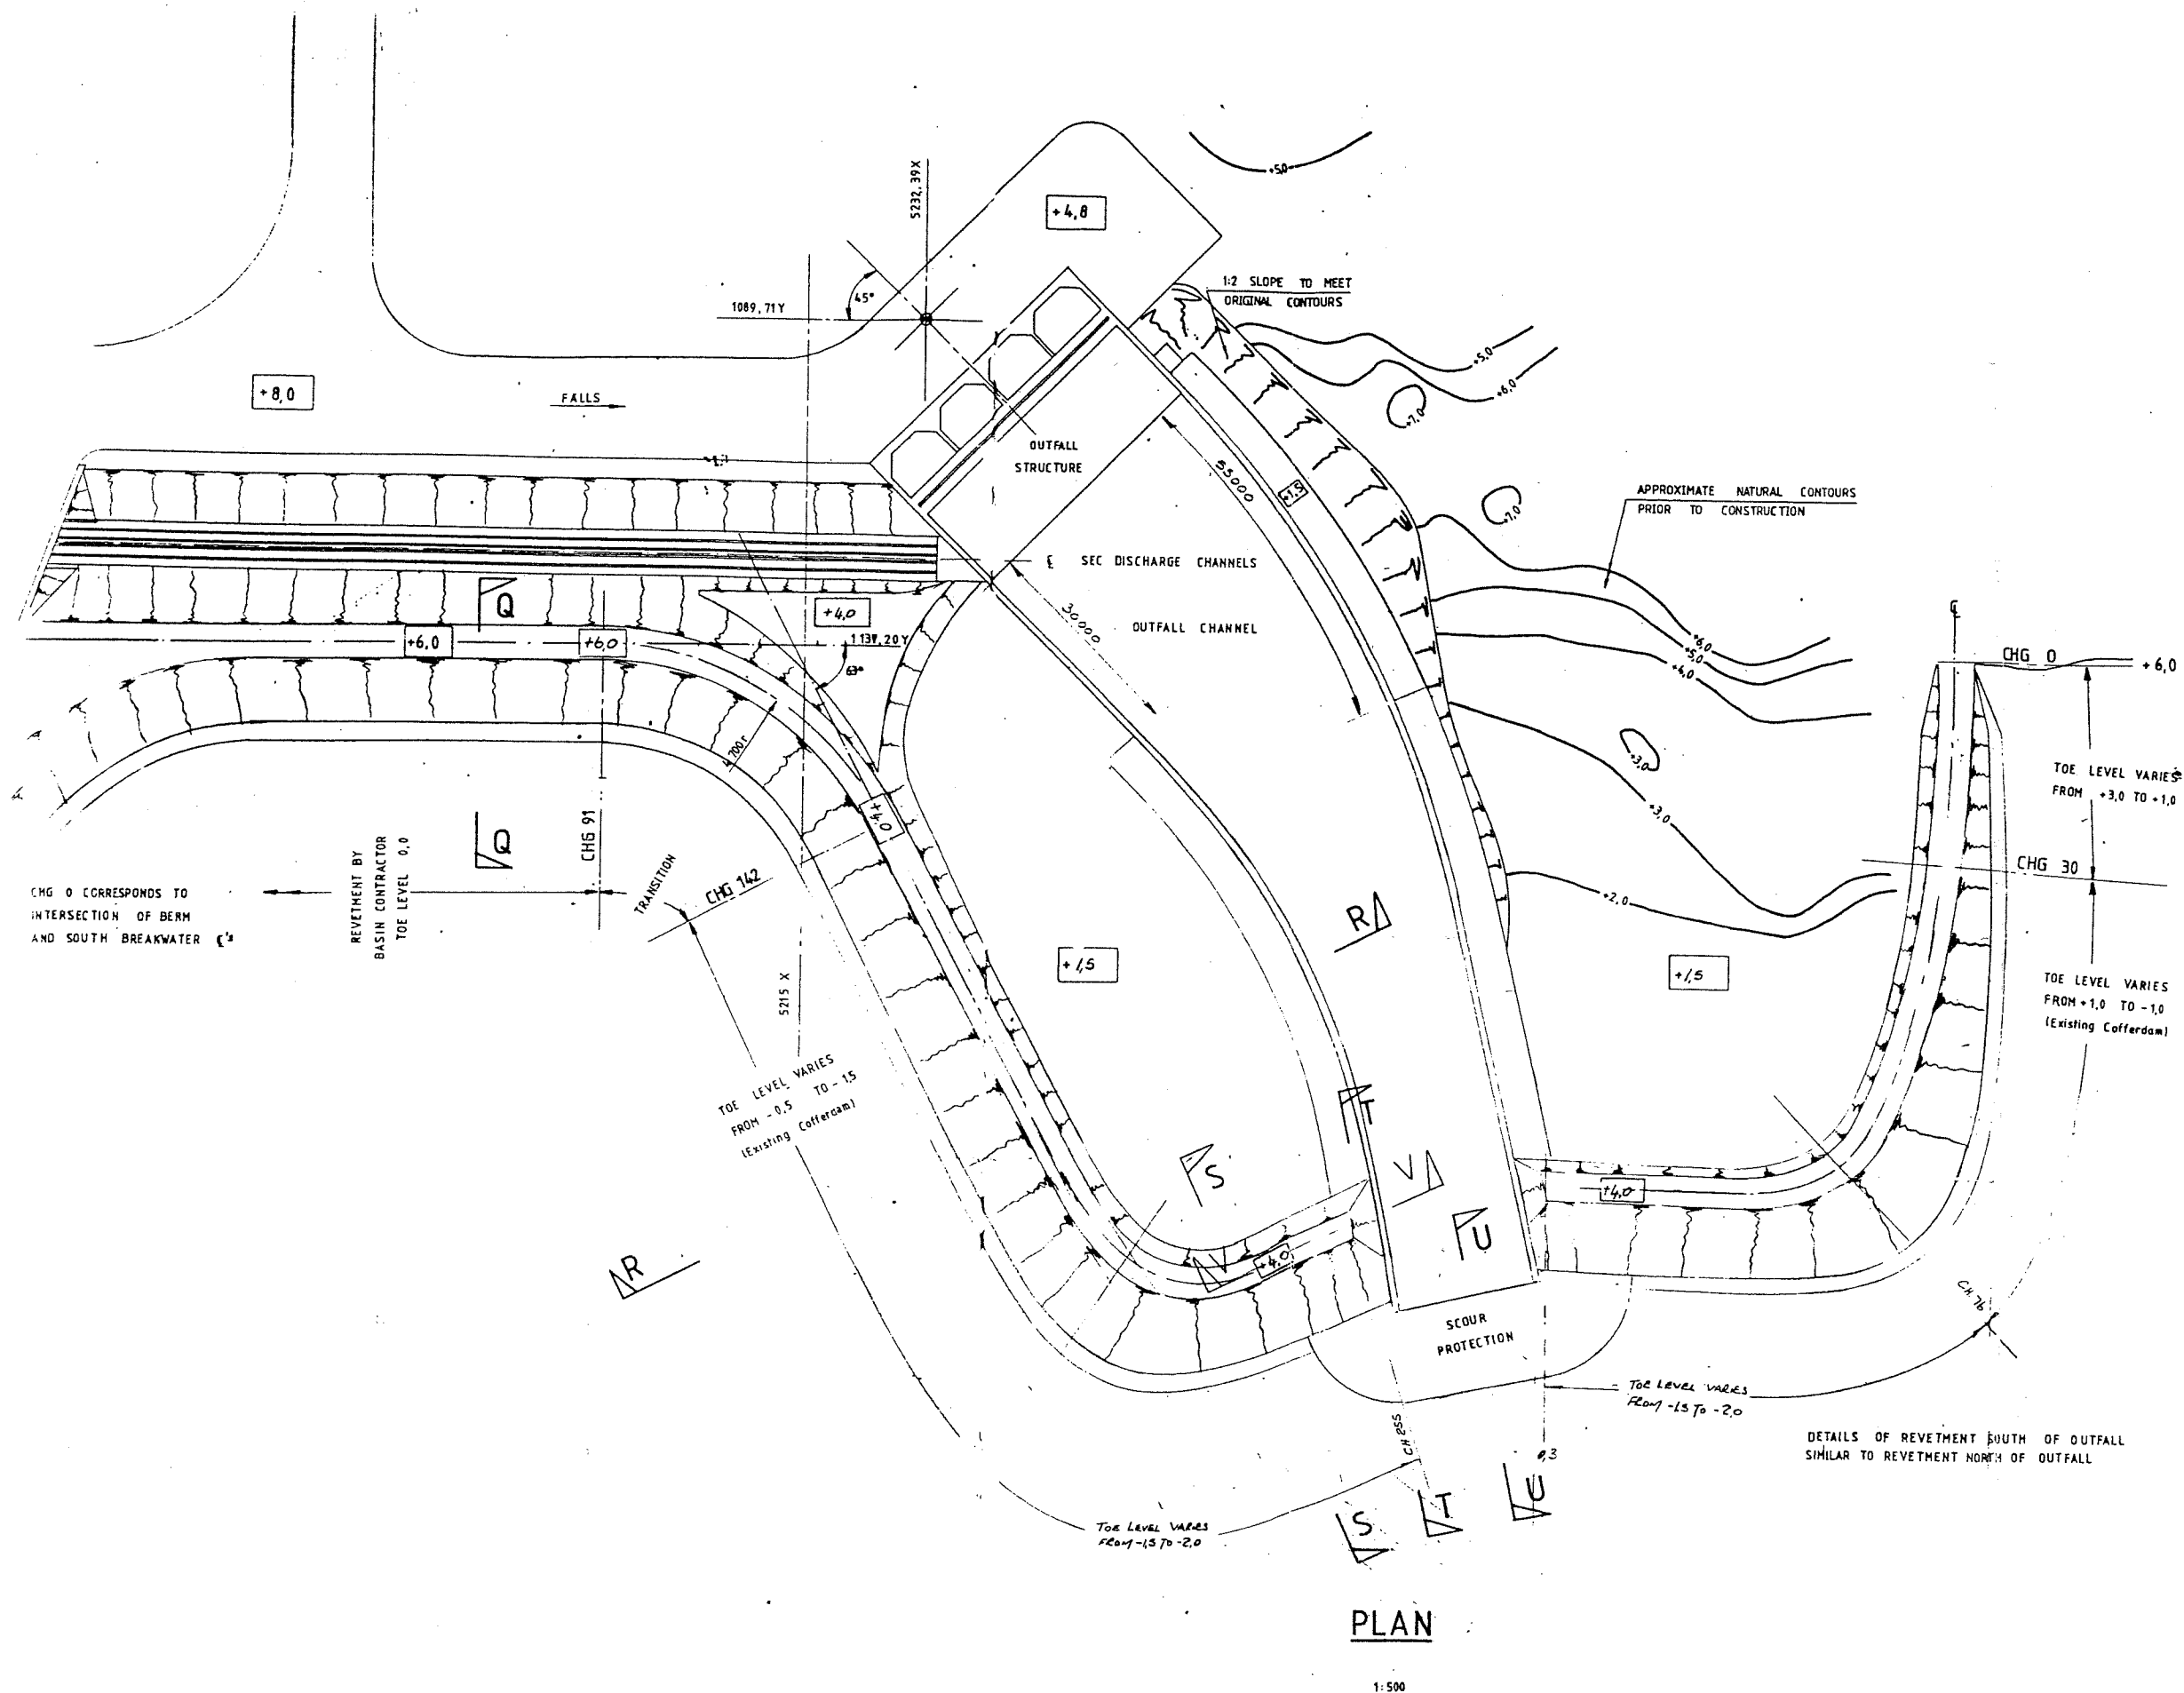 +5,0
5232,39X
+4,8
1:2 SLOPE TO MEET
ORIGINAL CONTOURS
1089,71Y
45°
+5,0
+6,0
+7,0
+8,0
FALLS
OUTFALL
STRUCTURE
55000
+1,5
+7,0
APPROXIMATE NATURAL CONTOURS
PRIOR TO CONSTRUCTION
℄ SEC DISCHARGE CHANNELS
30000
OUTFALL CHANNEL
Q
+4,0
+6,0
+6,0
1137,20Y
63°
+6,0
+5,0
+4,0
℄
CHG 0
+6,0
+3,0
+3,0
TOE LEVEL VARIES
FROM +3,0 TO +1,0
+4,0
CHG 91
Q
REVETMENT BY
BASIN CONTRACTOR
TOE LEVEL 0,0
TRANSITION
CHG 142
CHG 0 CORRESPONDS TO
INTERSECTION OF BERM
AND SOUTH BREAKWATER ℄'s
CHG 30
+2,0
R
+1,5
+1,5
5215 X
TOE LEVEL VARIES
FROM +1,0 TO -1,0
(Existing Cofferdam)
TOE LEVEL VARIES
FROM -0,5 TO -1,5
(Existing Cofferdam)
T
S
V
U
+4,0
V
+4,0
R
SCOUR
PROTECTION
CH 76
TOE LEVEL VARIES
FROM -1,5 TO -2,0
CH 255
DETAILS OF REVETMENT SOUTH OF OUTFALL
SIMILAR TO REVETMENT NORTH OF OUTFALL
TOE LEVEL VARIES
FROM -1,5 TO -2,0
S
T
U
PLAN
1:500